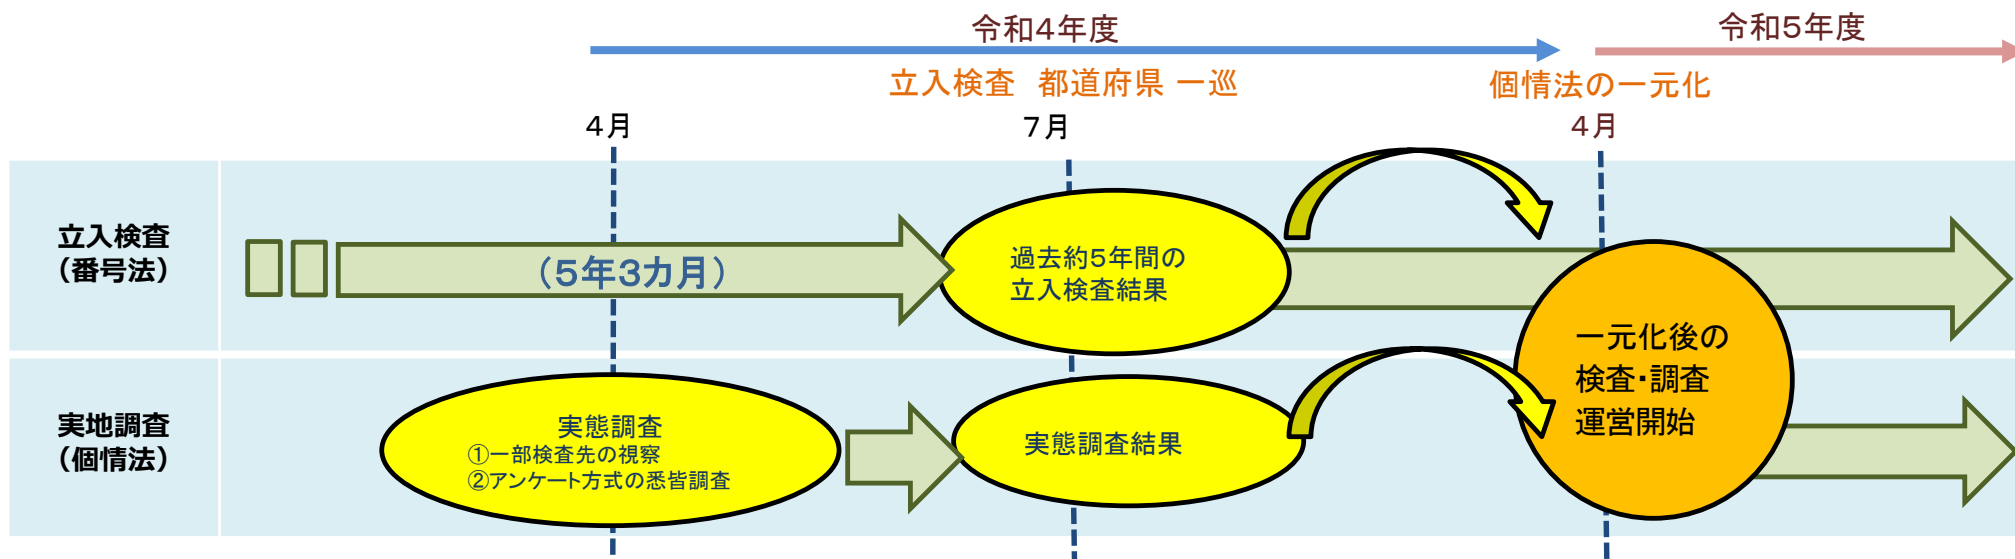 令和4年度
令和5年度
立入検査 都道府県 一巡
個情法の一元化
4月
7月
4月
立入検査
（番号法）
（5年3カ月）
過去約5年間の
立入検査結果
一元化後の
検査・調査
運営開始
実地調査
（個情法）
実態調査
①一部検査先の視察
②アンケート方式の悉皆調査
実態調査結果